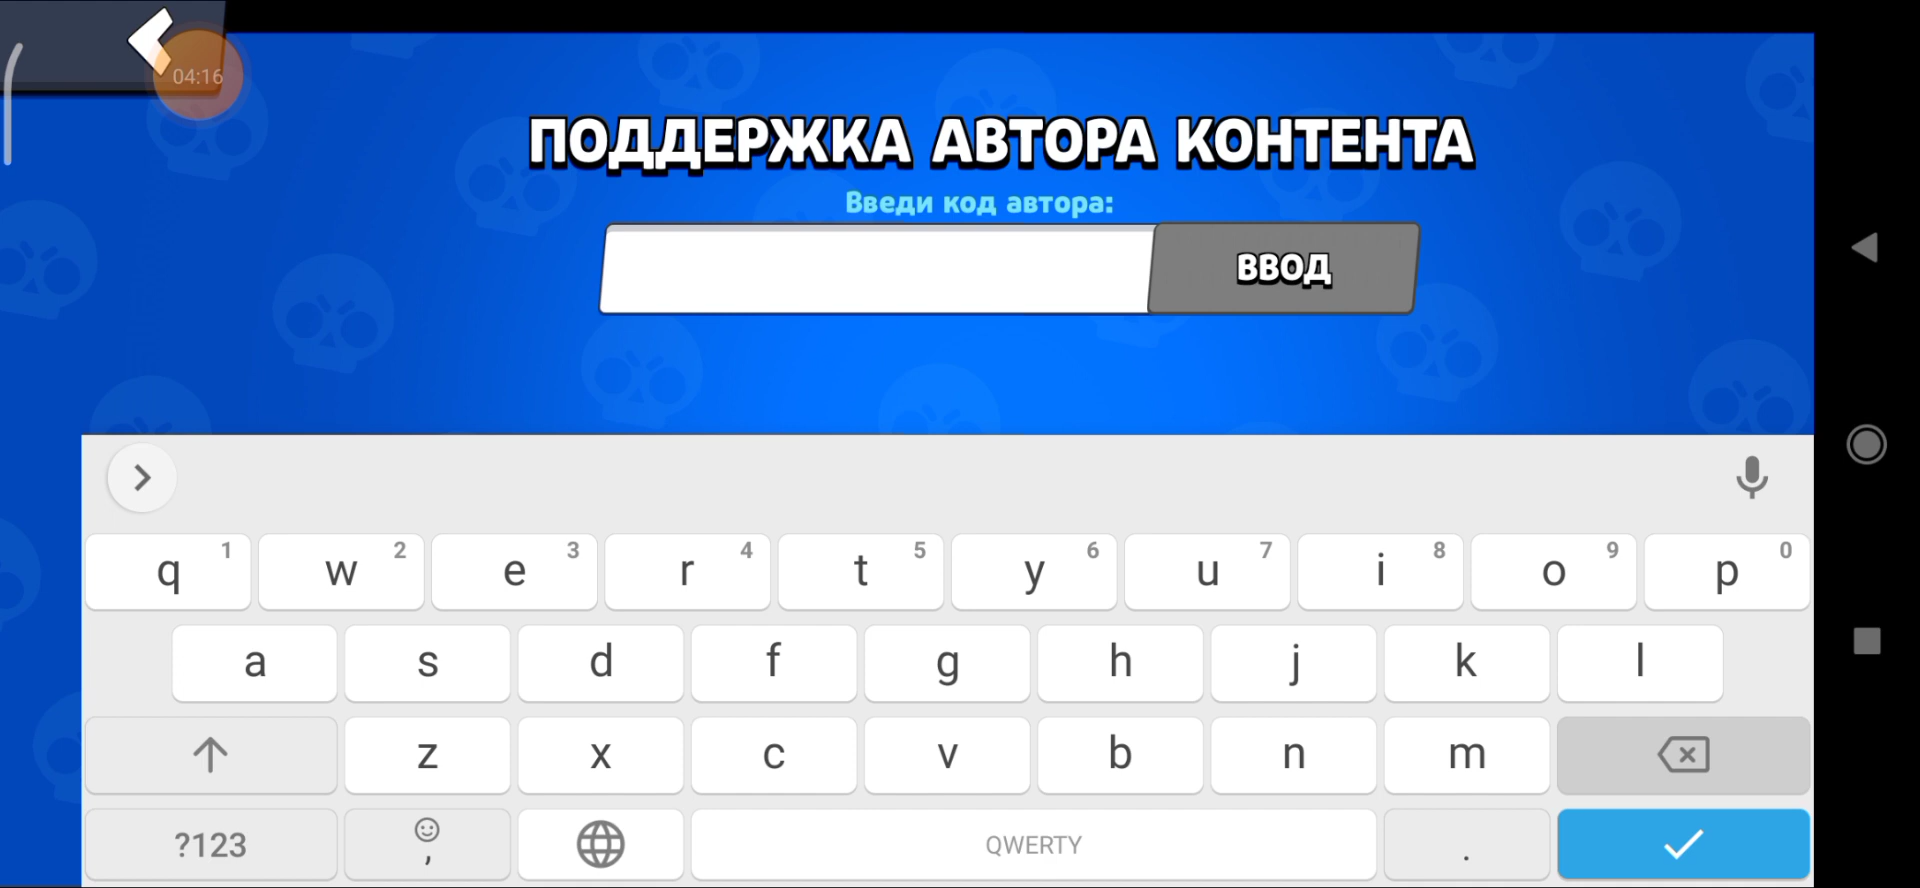 04:16
ПОДДЕРЖКА АВТОРА КОНТЕНТА
Введи код автора:
ВВОД
q 1 w 2 e 3 r 4 t 5 y 6 u 7 i 8 o 9 p 0
a s d f g h j k l
z x c v b n m
?123 , QWERTY .